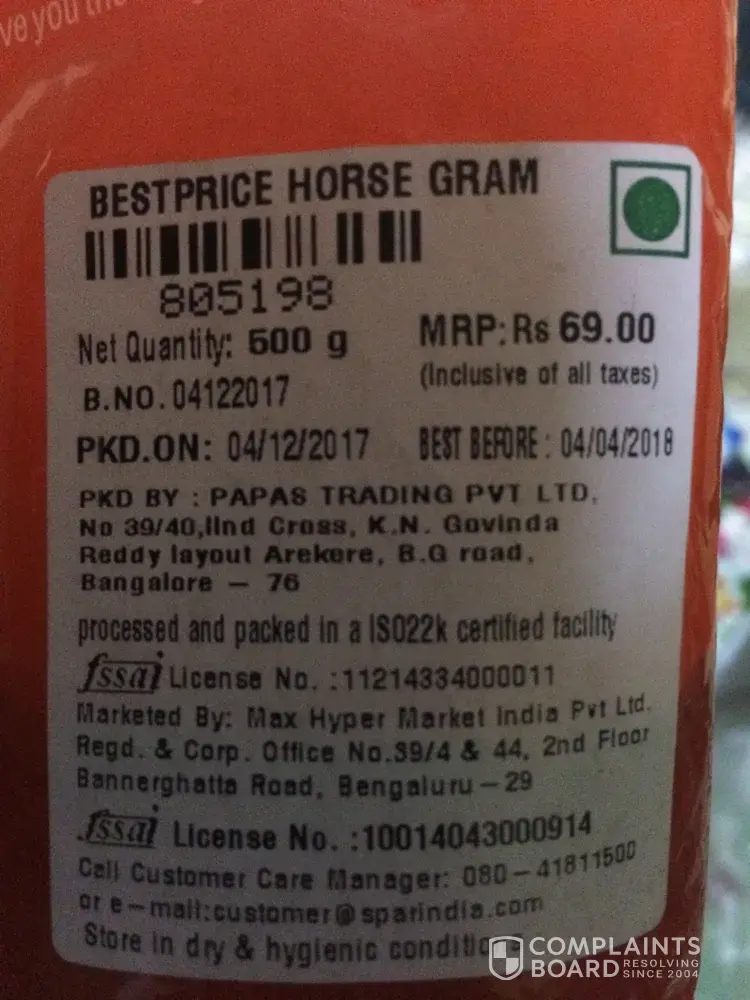 ve you
BESTPRICE HORSE GRAM
805198
Net Quantity: 500 g
MRP: Rs 69.00
(Inclusive of all taxes)
B.NO. 04122017
PKD.ON: 04/12/2017 BEST BEFORE : 04/04/2018
PKD BY : PAPAS TRADING PVT LTD,
No 39/40,IInd Cross, K.N. Govinda
Reddy layout Arekere, B.G road,
Bangalore – 76
processed and packed in a ISO22k certified facility
fssai License No. :11214334000011
Marketed By: Max Hyper Market India Pvt Ltd.
Regd. & Corp. Office No.39/4 & 44, 2nd Floor
Bannerghatta Road, Bengaluru – 29
fssai License No. :10014043000914
Call Customer Care Manager: 080 – 41811500
or e – mail:customer@sparindia.com
Store in dry & hygienic conditions
COMPLAINTS
BOARD RESOLVING SINCE 2004